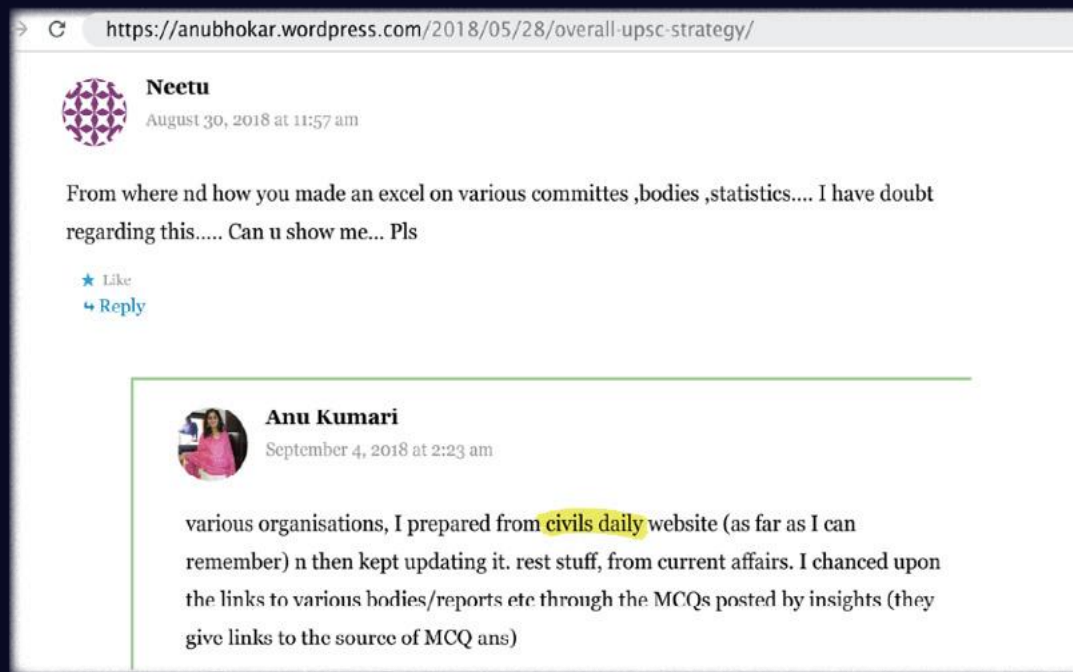 https://anubhokar.wordpress.com/2018/05/28/overall-upsc-strategy/
Neetu
August 30, 2018 at 11:57 am
From where nd how you made an excel on various committes ,bodies ,statistics.... I have doubt
regarding this..... Can u show me... Pls
Like
Reply
Anu Kumari
September 4, 2018 at 2:23 am
various organisations, I prepared from civils daily website (as far as I can
remember) n then kept updating it. rest stuff, from current affairs. I chanced upon
the links to various bodies/reports etc through the MCQs posted by insights (they
give links to the source of MCQ ans)